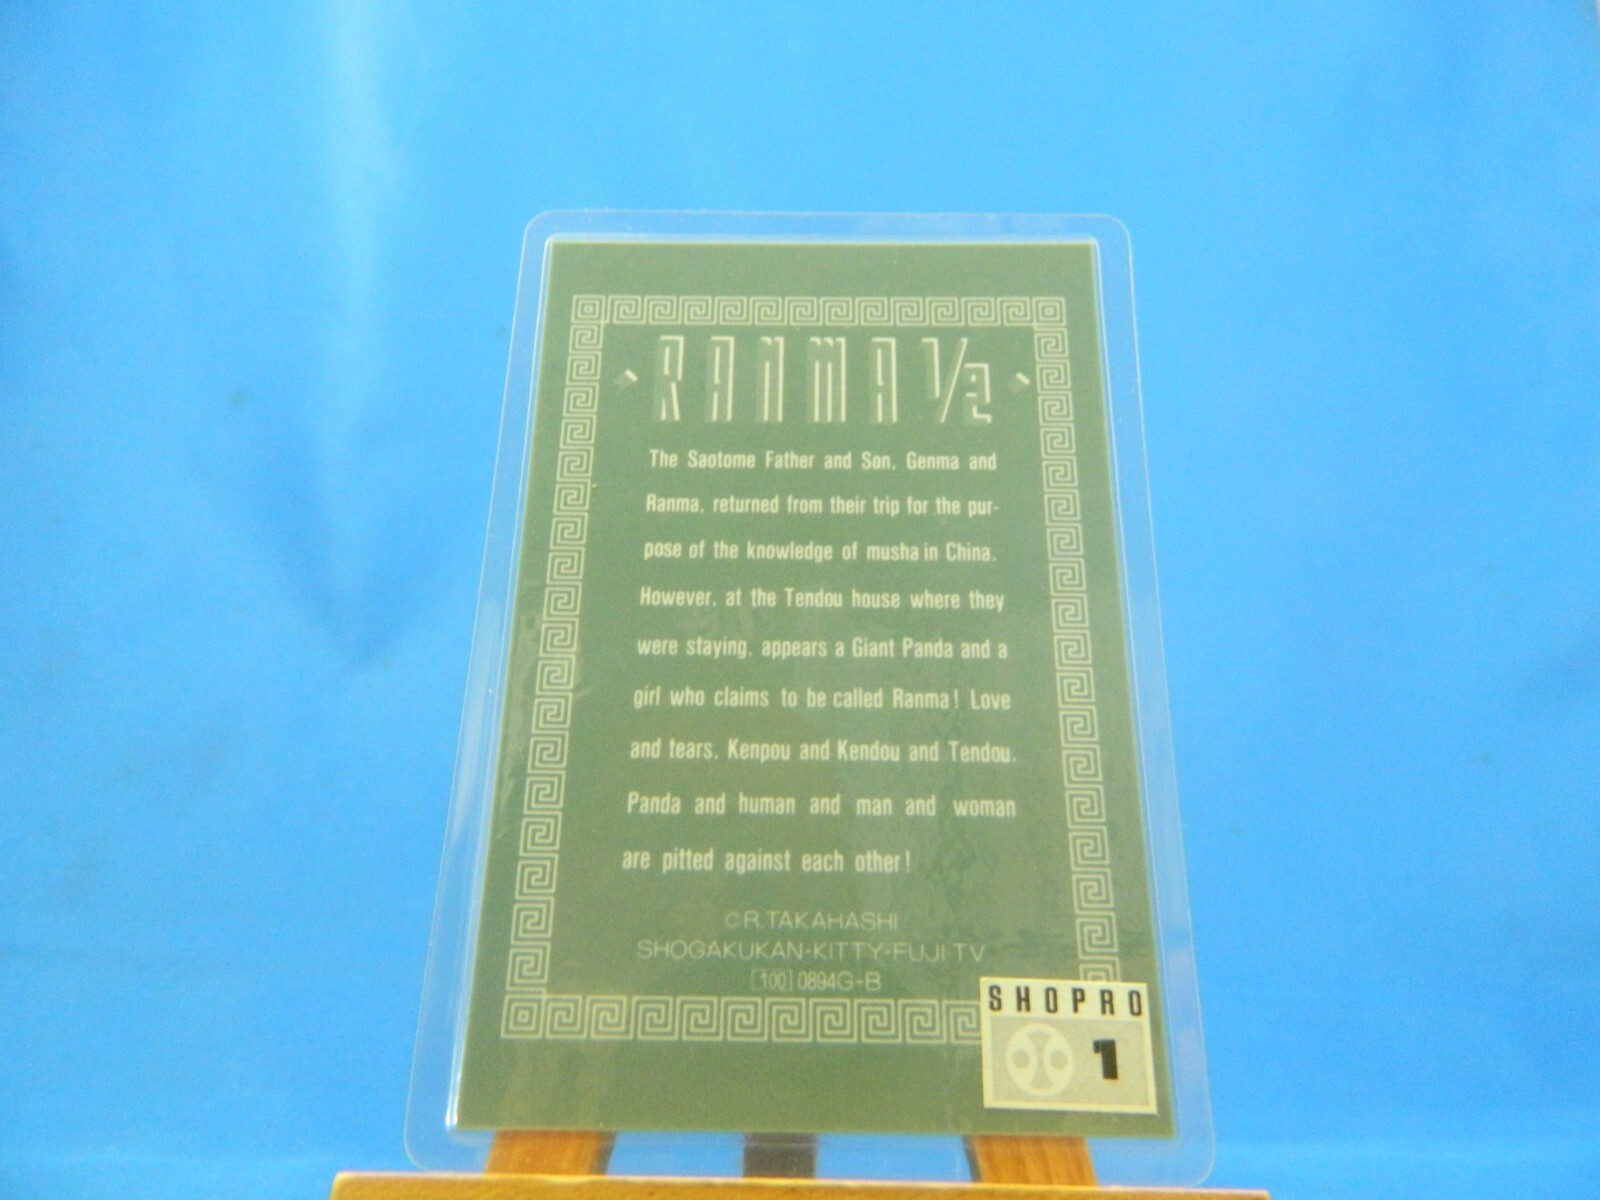 RANMA ½
The Saotome Father and Son, Genma and
Ranma, returned from their trip for the pur-
pose of the knowledge of musha in China.
However, at the Tendou house where they
were staying, appears a Giant Panda and a
girl who claims to be called Ranma! Love
and tears, Kenpou and Kendou and Tendou,
Panda and human and man and woman
are pitted against each other!
©R.TAKAHASHI
SHOGAKUKAN·KITTY·FUJI TV
[100] 0894G-B
SHOPRO
1